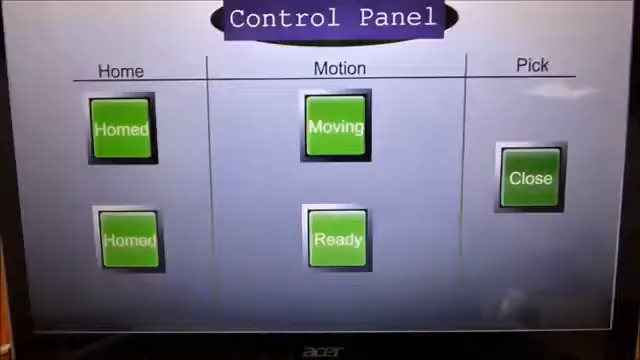 Control Panel
Home
Motion
Pick
Homed
Moving
Close
Homed
Ready
acer